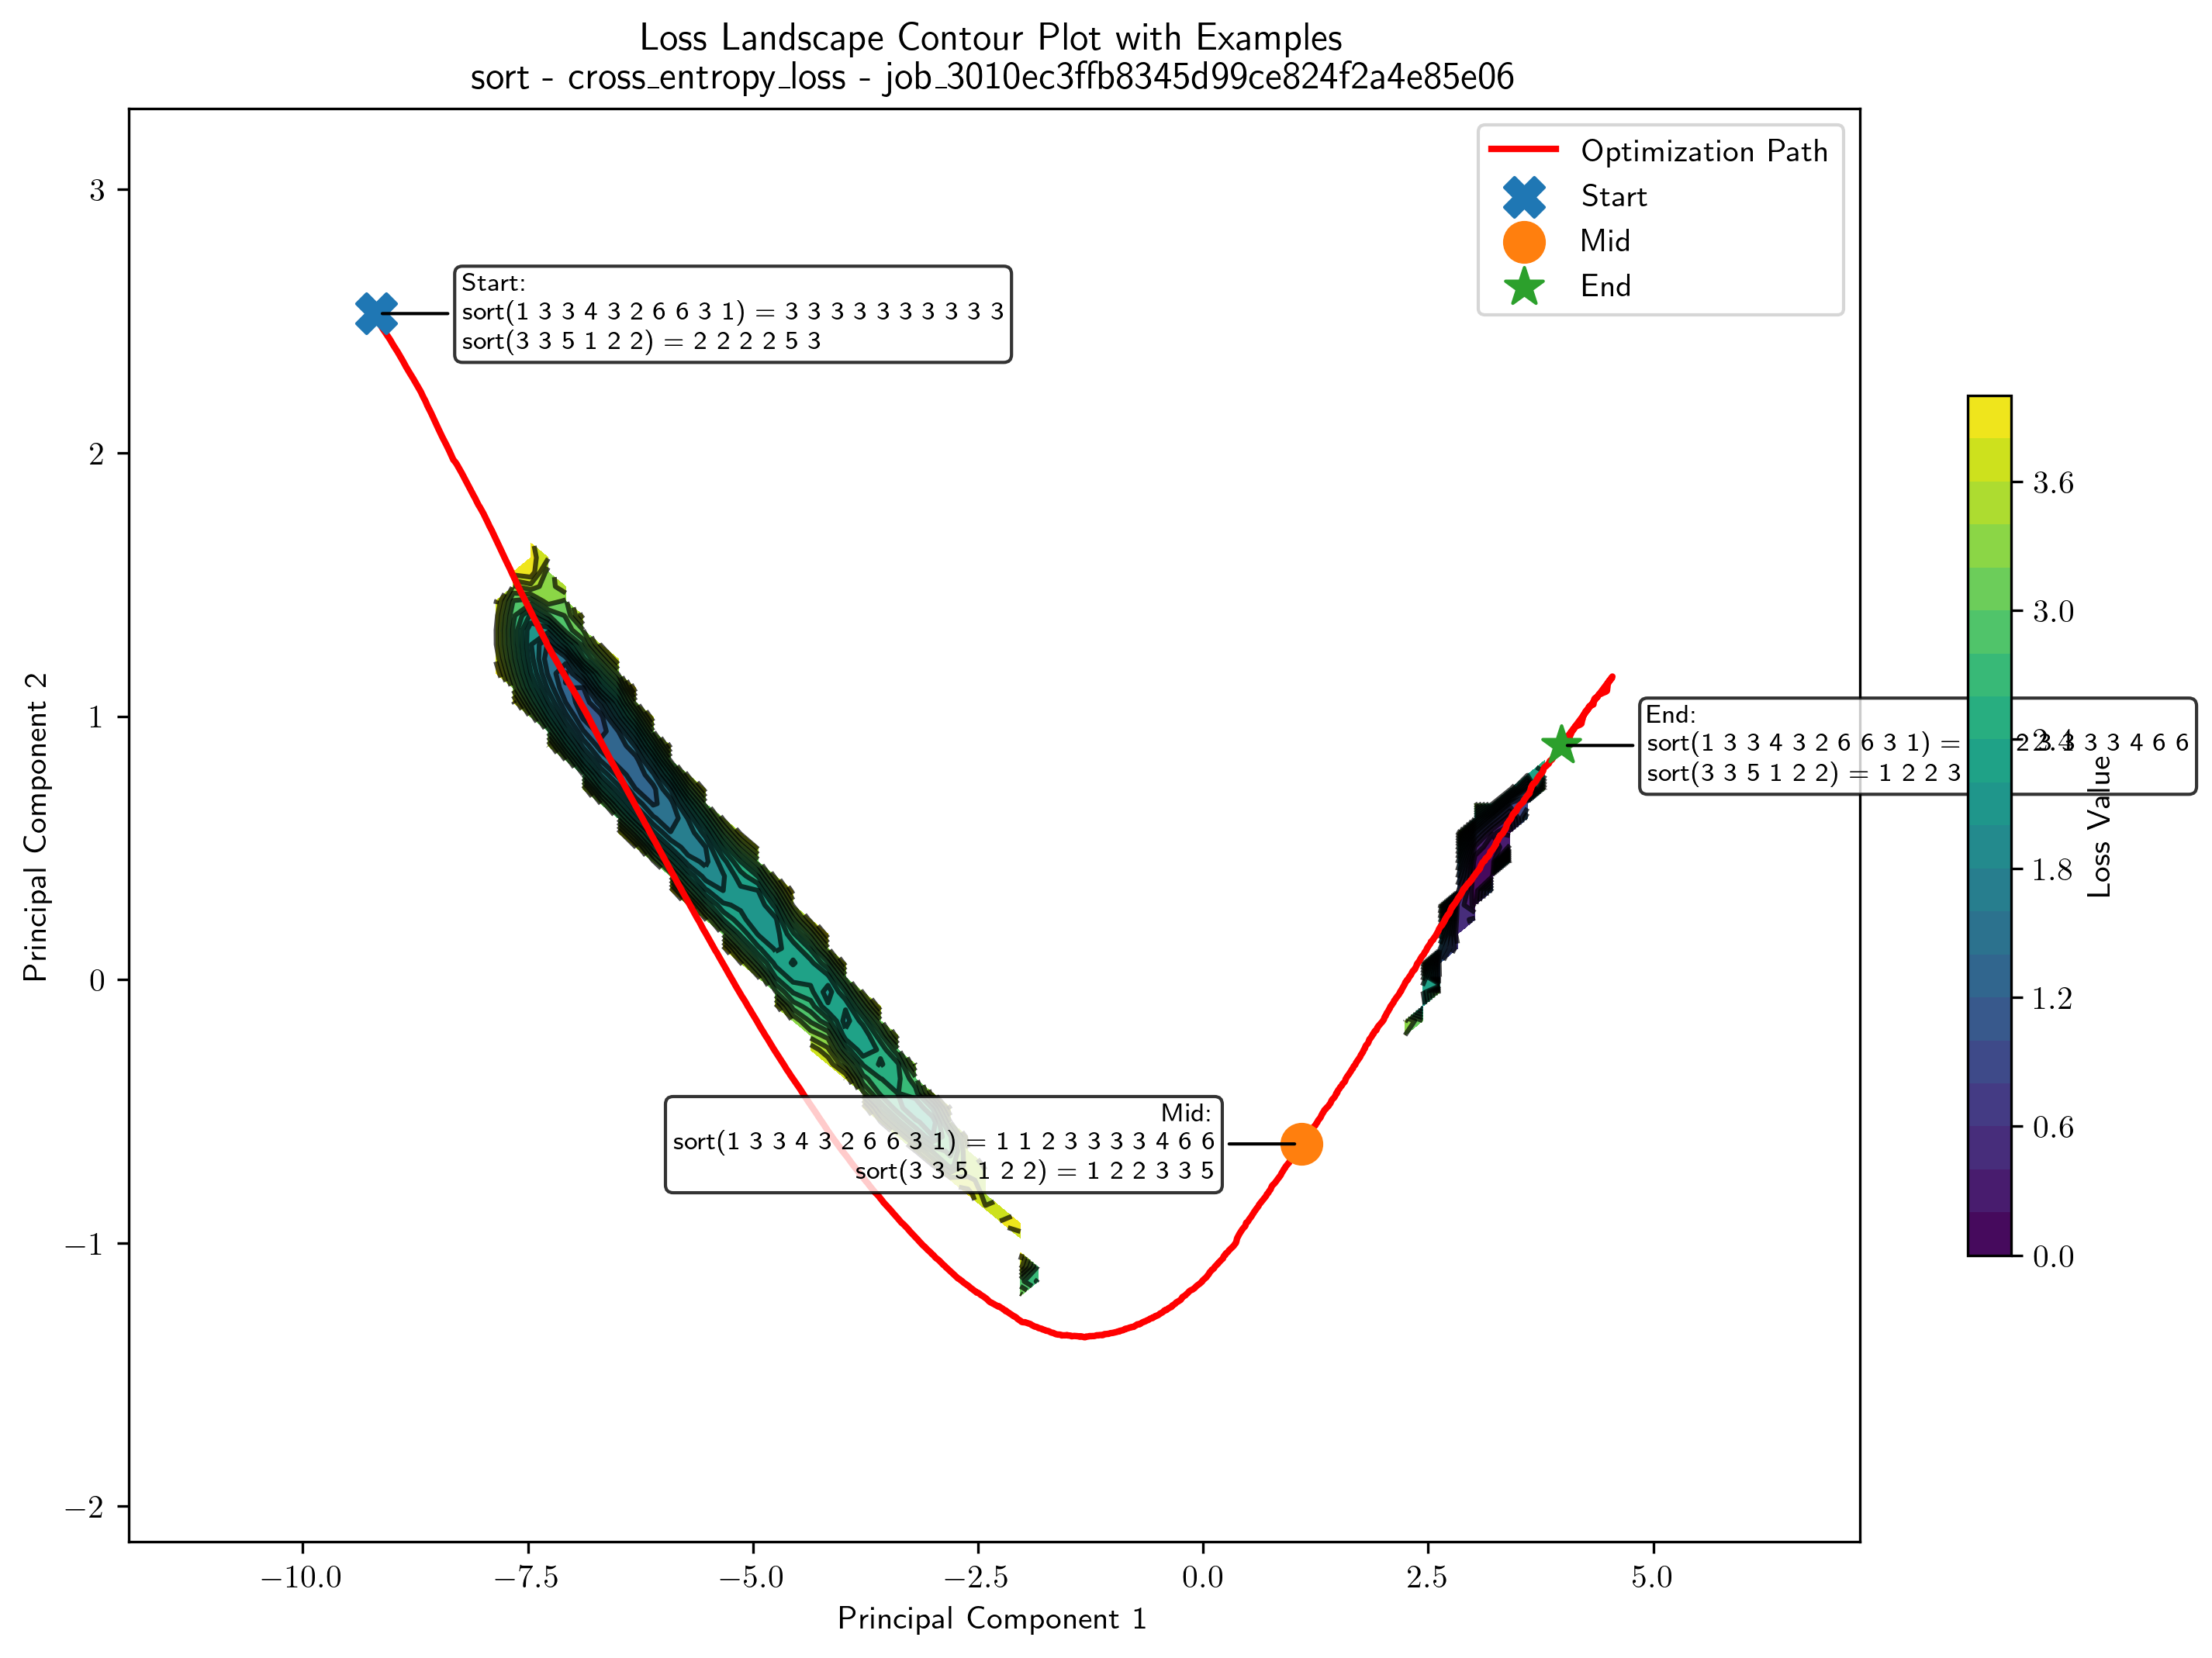 Loss Landscape Contour Plot with Examples
sort - cross_entropy_loss - job_3010ec3ffb8345d99ce824f2a4e85e06
Optimization Path
Start
Mid
End
Start:
sort(1 3 3 4 3 2 6 6 3 1) = 3 3 3 3 3 3 3 3 3 3
sort(3 3 5 1 2 2) = 2 2 2 2 5 3
End:
sort(1 3 3 4 3 2 6 6 3 1) = 2 3 3 3 3 4 6 6
sort(3 3 5 1 2 2) = 1 2 2 3
Mid:
sort(1 3 3 4 3 2 6 6 3 1) = 1 1 2 3 3 3 3 4 6 6
sort(3 3 5 1 2 2) = 1 2 2 3 3 5
3
2
1
0
−1
−2
Principal Component 2
−10.0
−7.5
−5.0
−2.5
0.0
2.5
5.0
Principal Component 1
3.6
3.0
2.4
1.8
1.2
0.6
0.0
Loss Value